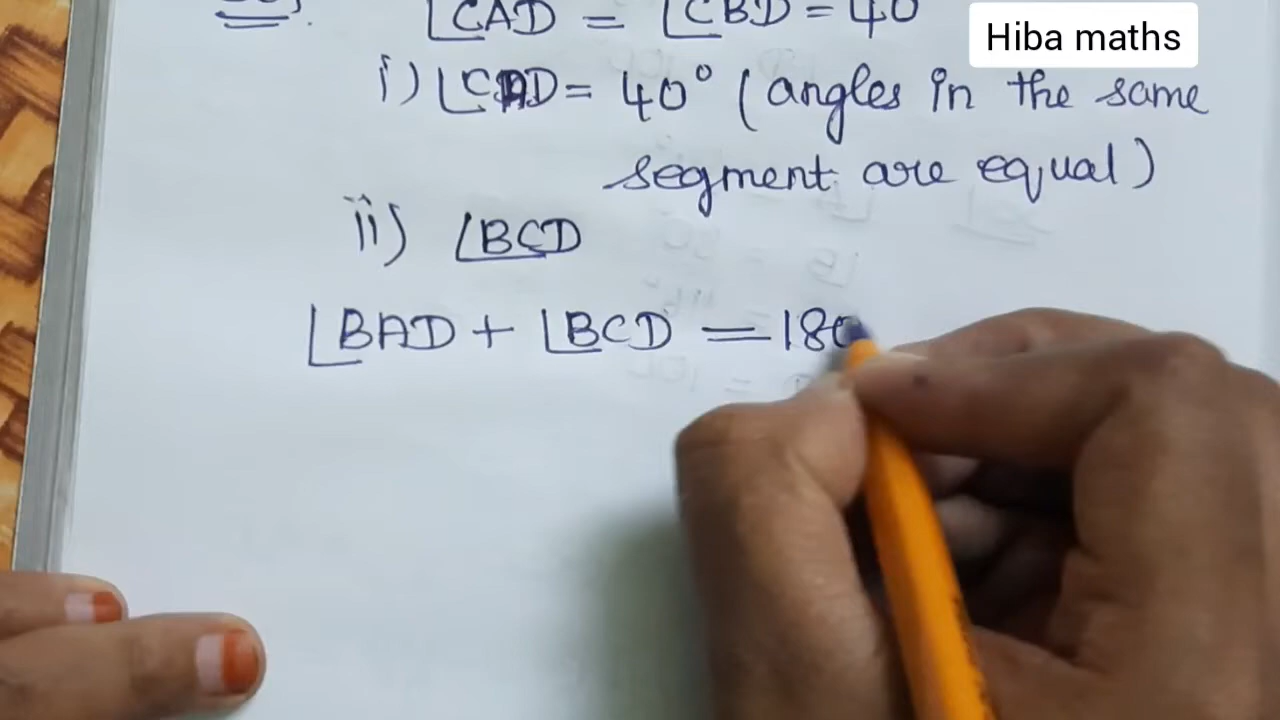 ∠CAD = ∠CBD = 40
Hiba maths
i) ∠CAD = 40° (angles in the same
segment are equal)
ii) ∠BCD
∠BAD + ∠BCD = 180